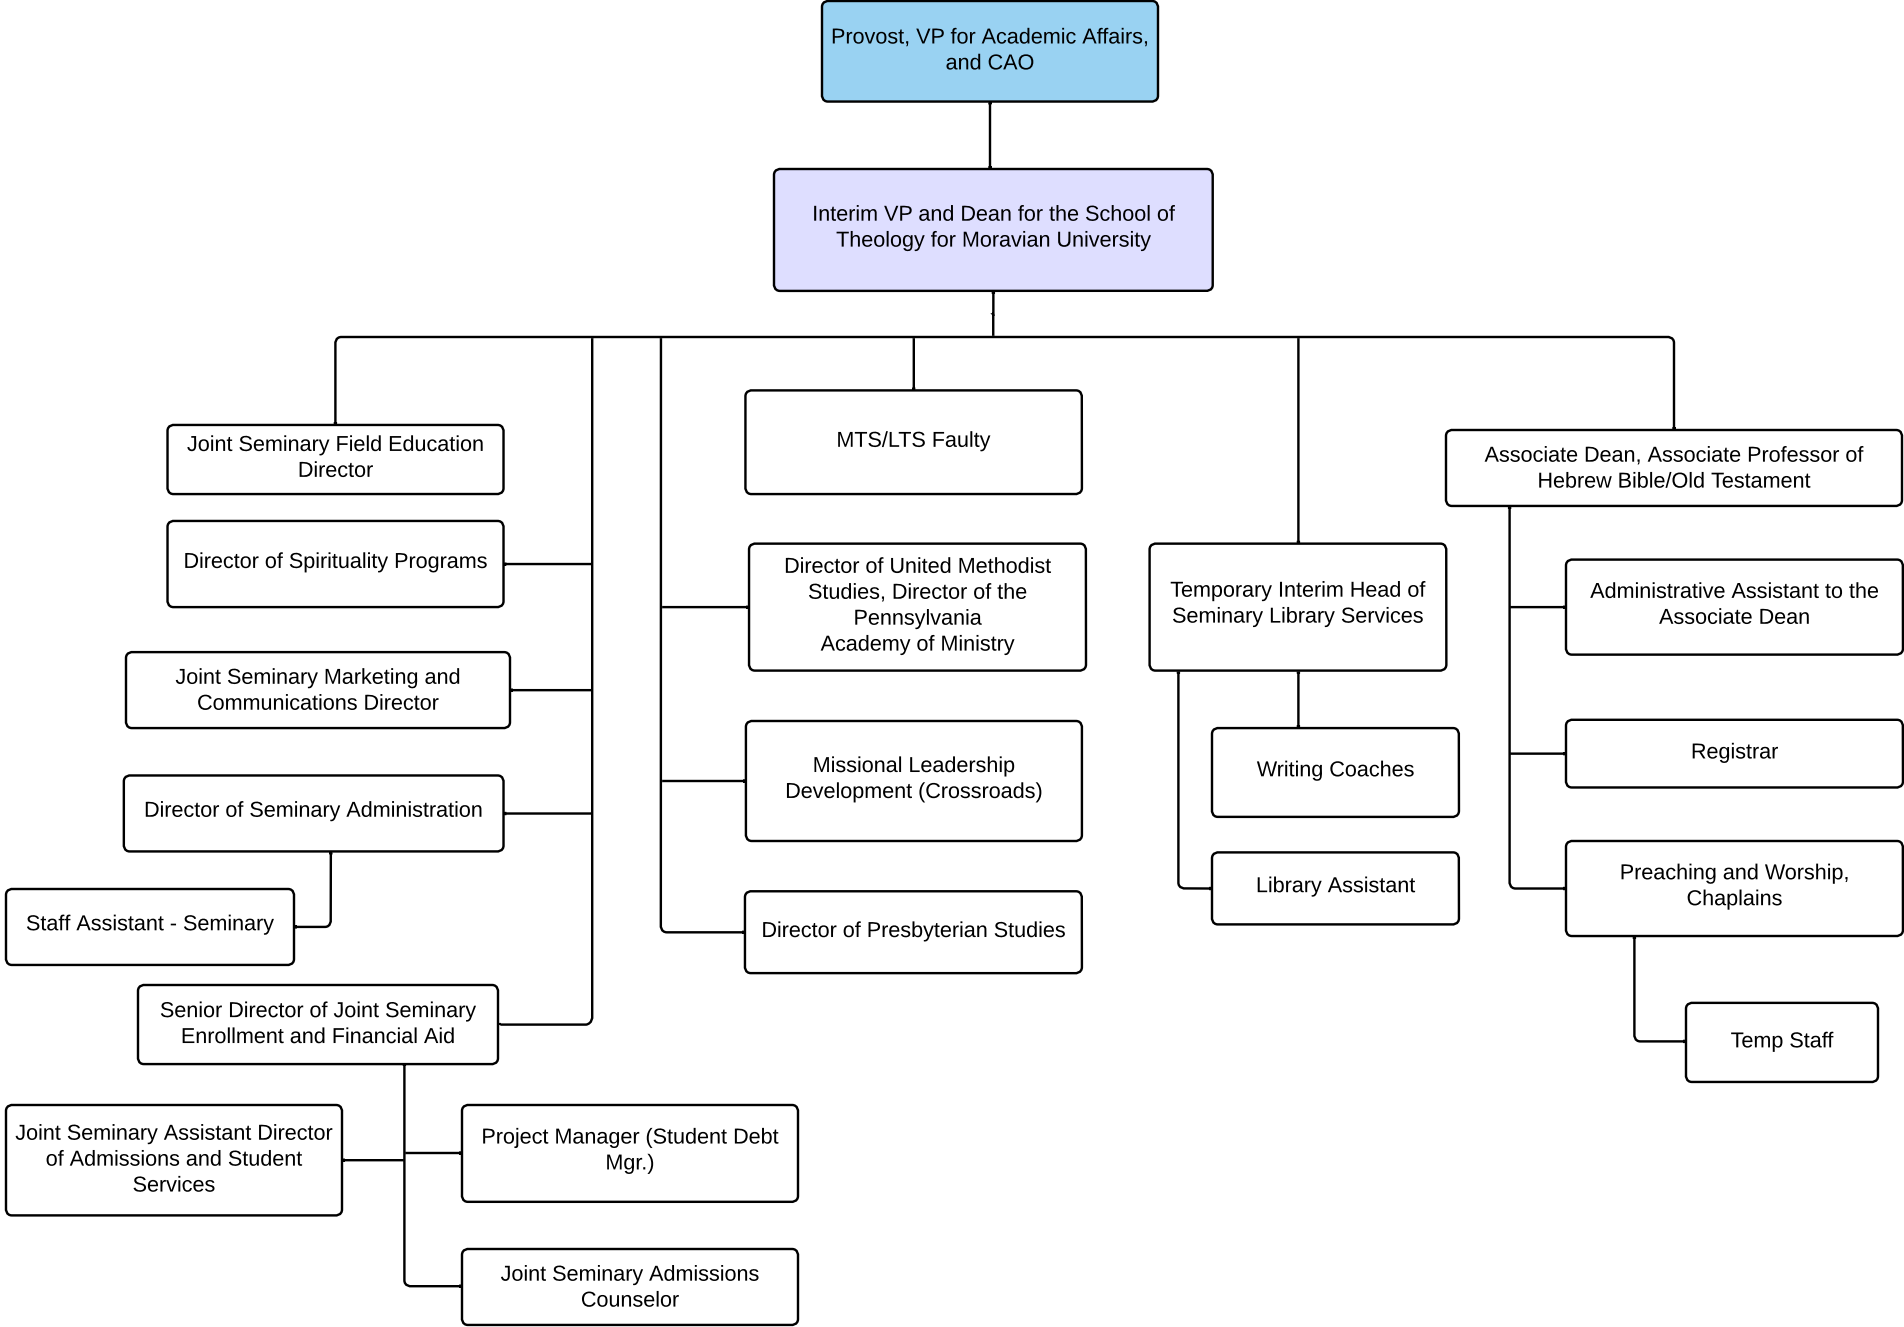 Provost, VP for Academic Affairs,
and CAO
Interim VP and Dean for the School of
Theology for Moravian University
Joint Seminary Field Education
Director
Director of Spirituality Programs
Joint Seminary Marketing and
Communications Director
Director of Seminary Administration
Staff Assistant - Seminary
Senior Director of Joint Seminary
Enrollment and Financial Aid
Joint Seminary Assistant Director
of Admissions and Student
Services
Project Manager (Student Debt
Mgr.)
Joint Seminary Admissions
Counselor
MTS/LTS Faulty
Director of United Methodist
Studies, Director of the
Pennsylvania
Academy of Ministry
Missional Leadership
Development (Crossroads)
Director of Presbyterian Studies
Temporary Interim Head of
Seminary Library Services
Writing Coaches
Library Assistant
Associate Dean, Associate Professor of
Hebrew Bible/Old Testament
Administrative Assistant to the
Associate Dean
Registrar
Preaching and Worship,
Chaplains
Temp Staff